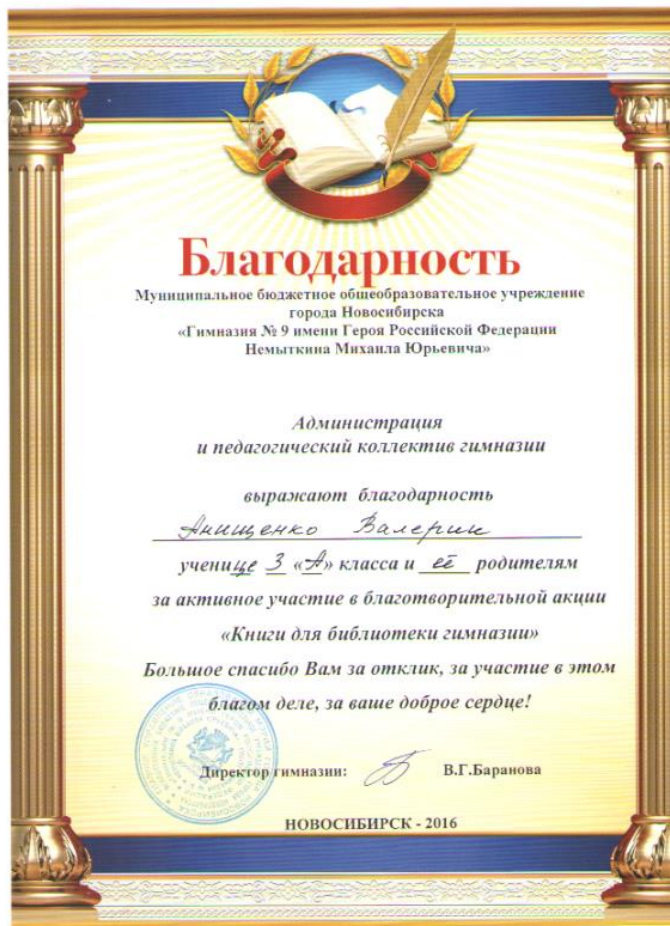 Благодарность
Муниципальное бюджетное общеобразовательное учреждение
города Новосибирска
«Гимназия № 9 имени Героя Российской Федерации
Немыткина Михаила Юрьевича»
Администрация
и педагогический коллектив гимназии
выражают благодарность
Анищенко Валерии
ученице 3 «А» класса и её родителям
за активное участие в благотворительной акции
«Книги для библиотеки гимназии»
Большое спасибо Вам за отклик, за участие в этом
благом деле, за ваше доброе сердце!
Директор гимназии: В.Г.Баранова
НОВОСИБИРСК - 2016